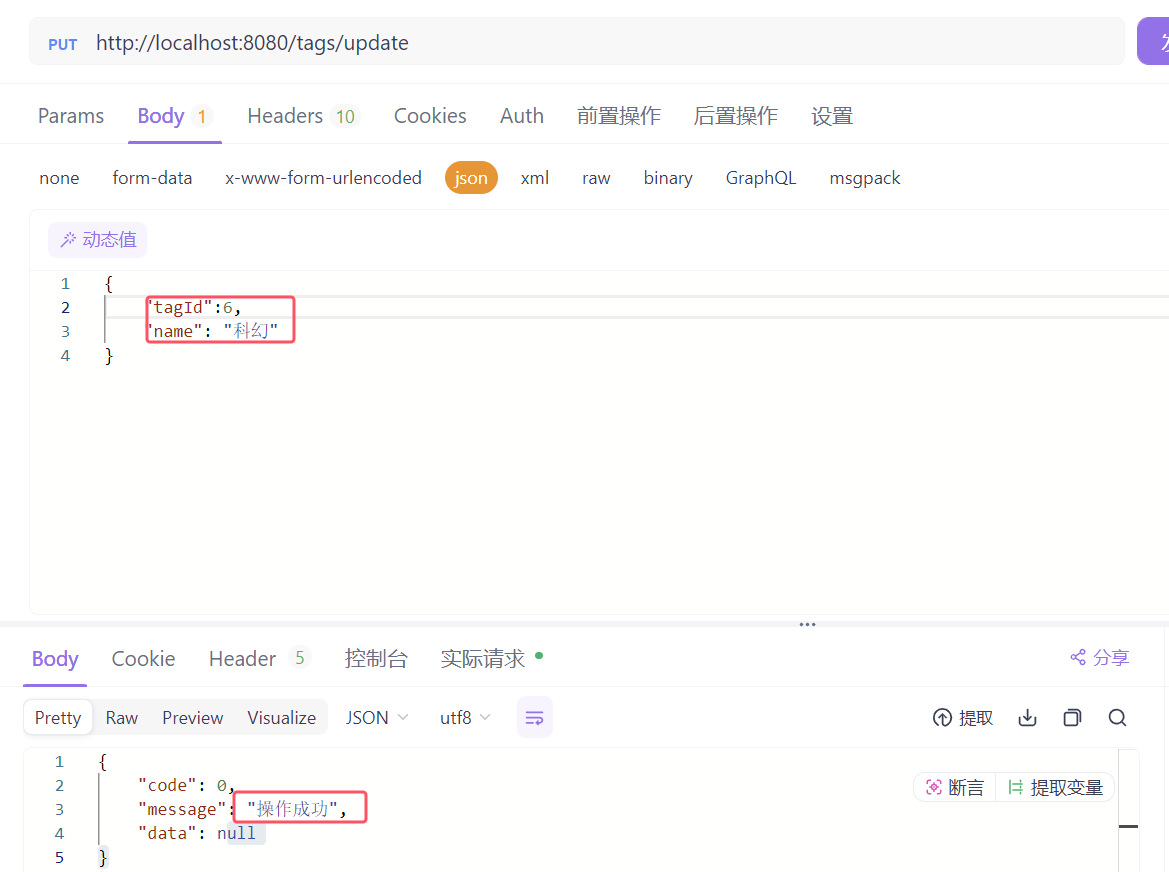 PUT http://localhost:8080/tags/update
Params Body 1 Headers 10 Cookies Auth 前置操作 后置操作 设置
none form-data x-www-form-urlencoded json xml raw binary GraphQL msgpack
动态值
1 {
2 "tagId":6,
3 "name": "科幻"
4 }
Body Cookie Header 5 控制台 实际请求 分享
Pretty Raw Preview Visualize JSON utf8 提取
1 {
2 "code": 0,
3 "message": "操作成功",
4 "data": null
5 }
断言 提取变量